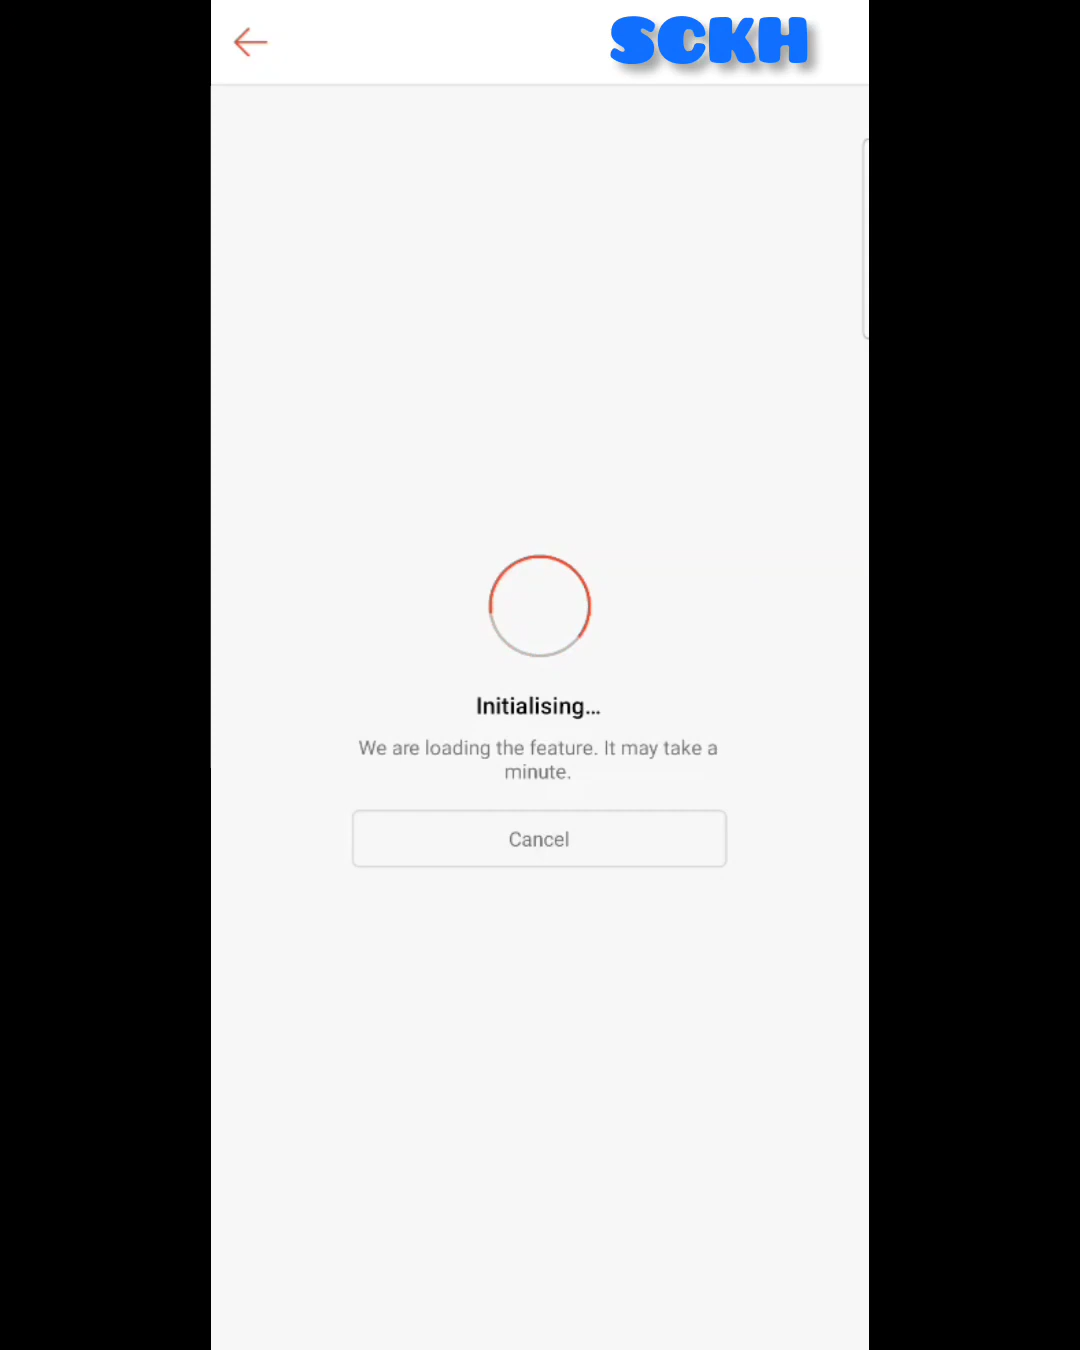 SCKH
Initialising...
We are loading the feature. It may take a
minute.
Cancel